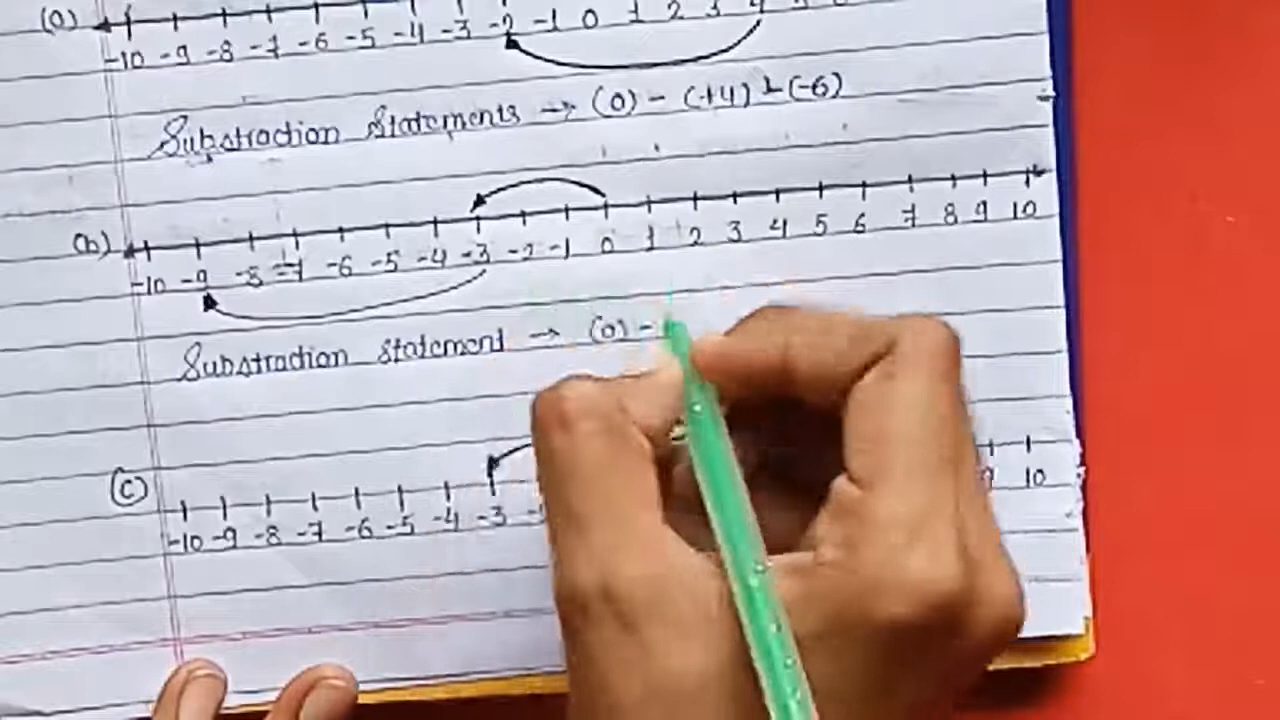 (a)
-10 -9 -8 -7 -6 -5 -4 -3 -2 -1 0 1 2 3 4
Substraction Statements → (0) - (+4) - (-6)
(b)
-10 -9 -8 -7 -6 -5 -4 -3 -2 -1 0 1 2 3 4 5 6 7 8 9 10
Substraction statement → (0) -
(c)
-10 -9 -8 -7 -6 -5 -4 -3 9 10